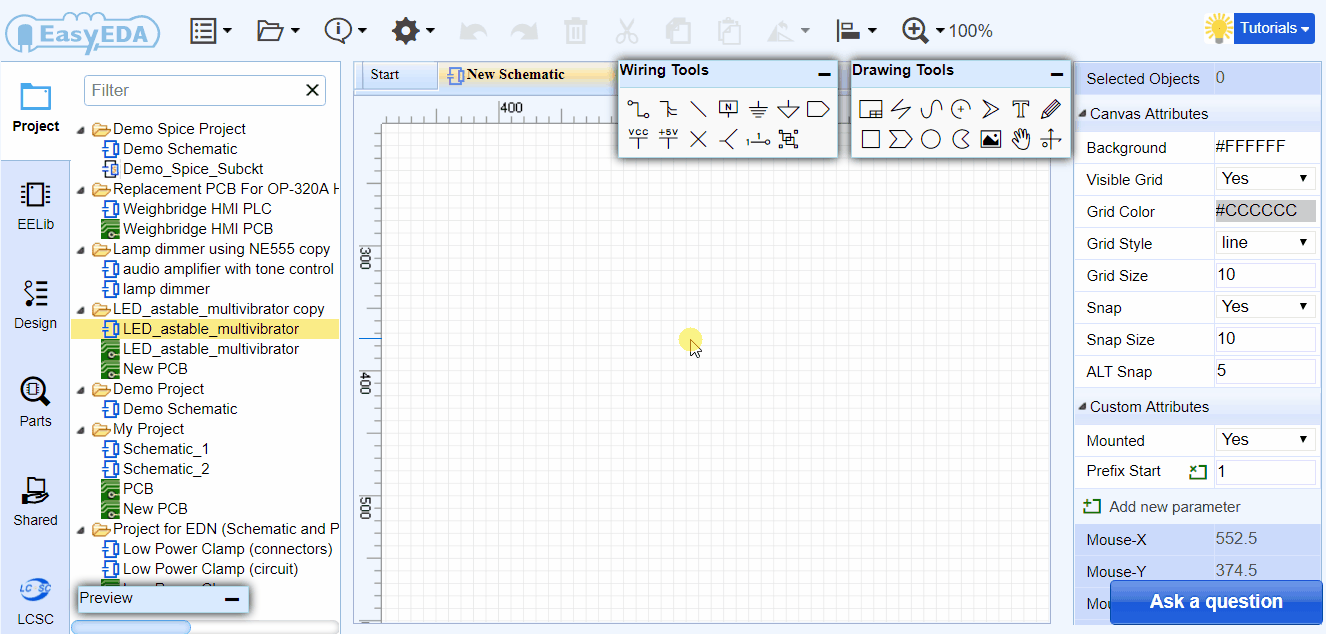 EasyEDA
100%
Tutorials
Start
New Schematic
Wiring Tools
N
VCC
+5V
1
Drawing Tools
Project
EELib
Design
Parts
Shared
LC SC
LCSC
Filter
Demo Spice Project
Demo Schematic
Demo_Spice_Subckt
Replacement PCB For OP-320A H
Weighbridge HMI PLC
Weighbridge HMI PCB
Lamp dimmer using NE555 copy
audio amplifier with tone control
lamp dimmer
LED_astable_multivibrator copy
LED_astable_multivibrator
LED_astable_multivibrator
New PCB
Demo Project
Demo Schematic
My Project
Schematic_1
Schematic_2
PCB
New PCB
Project for EDN (Schematic and P
Low Power Clamp (connectors)
Low Power Clamp (circuit)
Preview
400
300
400
500
Selected Objects 0
Canvas Attributes
Background #FFFFFF
Visible Grid Yes
Grid Color #CCCCCC
Grid Style line
Grid Size 10
Snap Yes
Snap Size 10
ALT Snap 5
Custom Attributes
Mounted Yes
Prefix Start 1
Add new parameter
Mouse-X 552.5
Mouse-Y 374.5
Ask a question